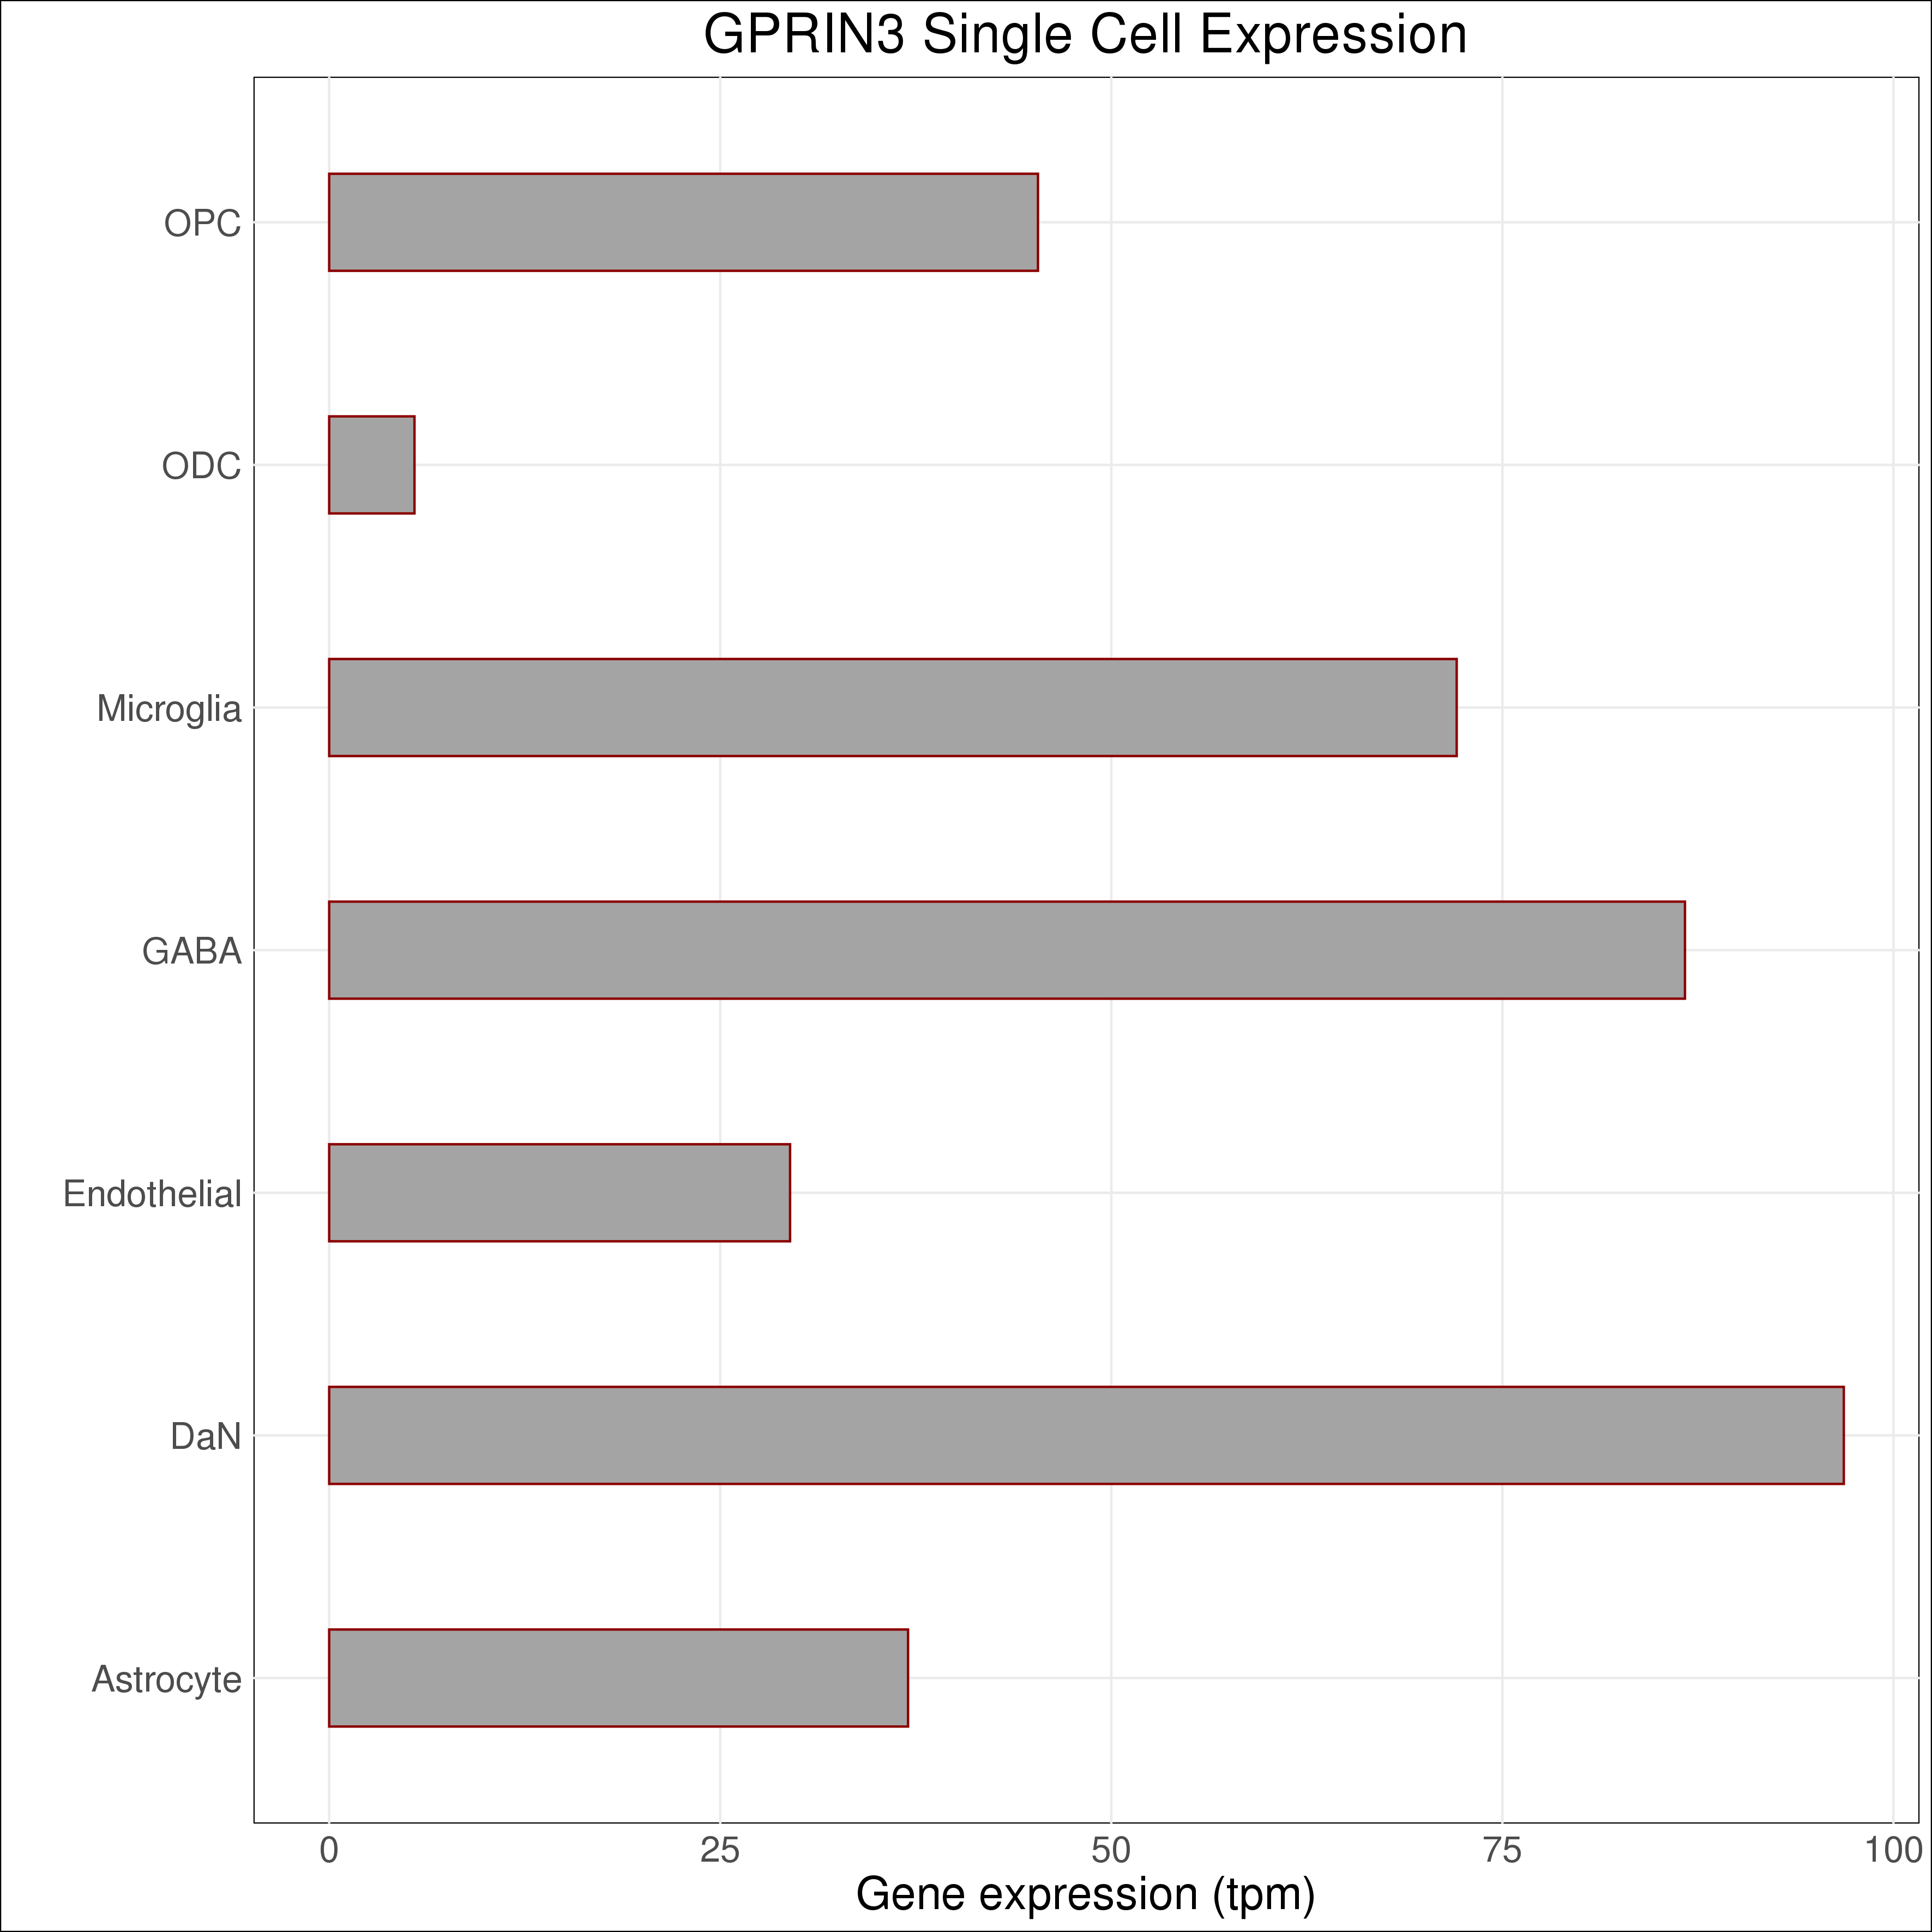 GPRIN3 Single Cell Expression
OPC
ODC
Microglia
GABA
Endothelial
DaN
Astrocyte
0 25 50 75 100
Gene expression (tpm)